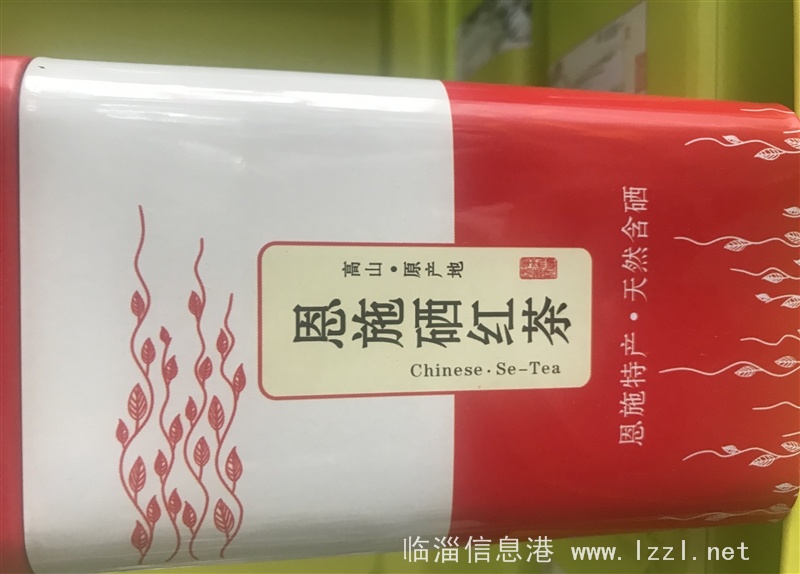 高山·原产地
恩施硒红茶
Chinese·Se-Tea
恩施特产·天然含硒
临淄信息港 www.lzzl.net